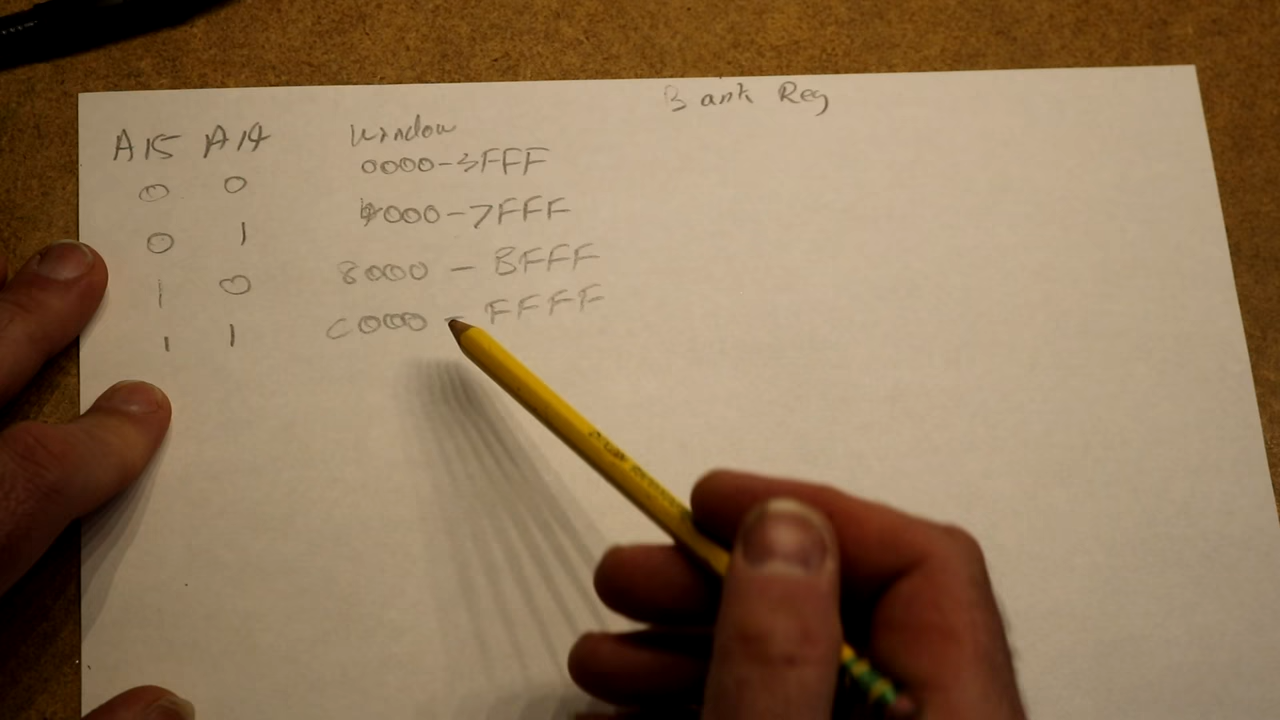 Bank Reg
A15 A14 Window
0 0 0000-3FFF
0 1 4000-7FFF
1 0 8000-BFFF
1 1 C000-FFFF